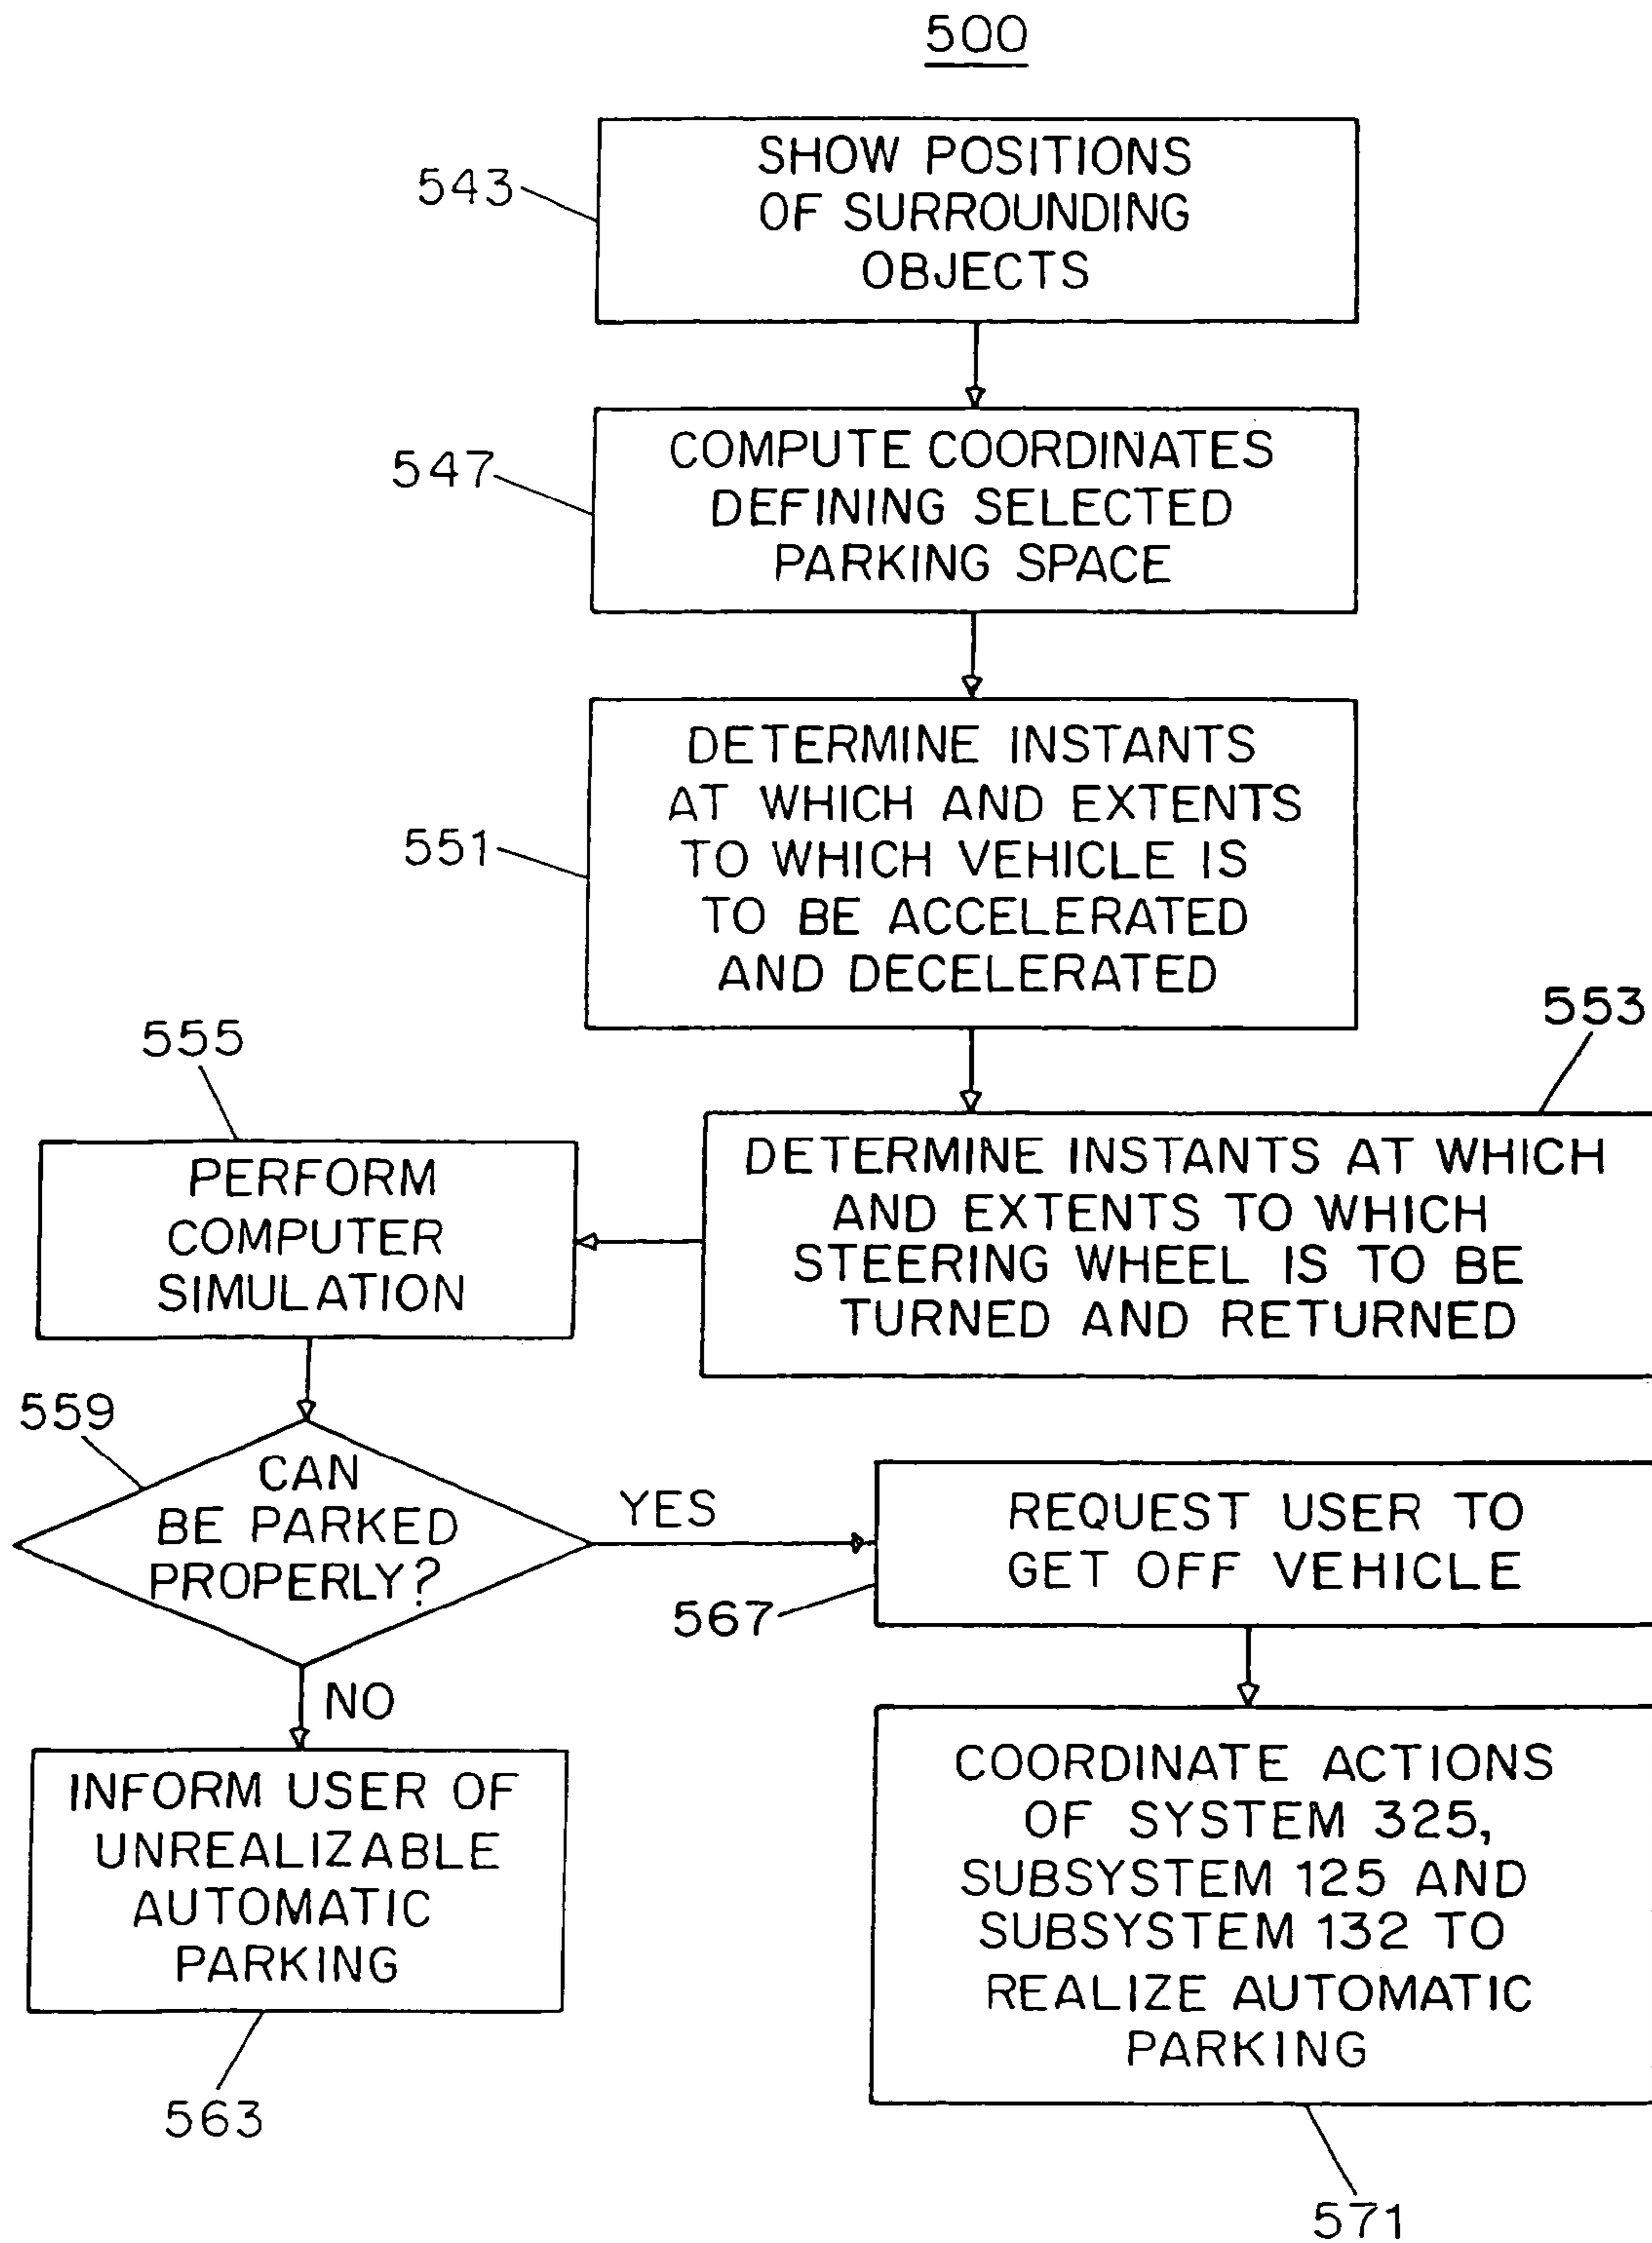 500
543
SHOW POSITIONS
OF SURROUNDING
OBJECTS
547
COMPUTE COORDINATES
DEFINING SELECTED
PARKING SPACE
551
DETERMINE INSTANTS
AT WHICH AND EXTENTS
TO WHICH VEHICLE IS
TO BE ACCELERATED
AND DECELERATED
553
DETERMINE INSTANTS AT WHICH
AND EXTENTS TO WHICH
STEERING WHEEL IS TO BE
TURNED AND RETURNED
555
PERFORM
COMPUTER
SIMULATION
559
CAN
BE PARKED
PROPERLY?
YES
NO
567
REQUEST USER TO
GET OFF VEHICLE
INFORM USER OF
UNREALIZABLE
AUTOMATIC
PARKING
563
COORDINATE ACTIONS
OF SYSTEM 325,
SUBSYSTEM 125 AND
SUBSYSTEM 132 TO
REALIZE AUTOMATIC
PARKING
571